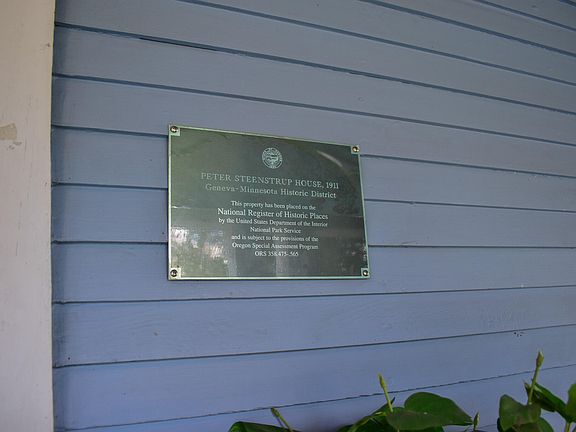 PETER STEENSTRUP HOUSE, 1911
Geneva-Minnesota Historic District
This property has been placed on the
National Register of Historic Places
by the United States Department of the Interior
National Park Service
and is subject to the provisions of the
Oregon Special Assessment Program
ORS 358.475-.565